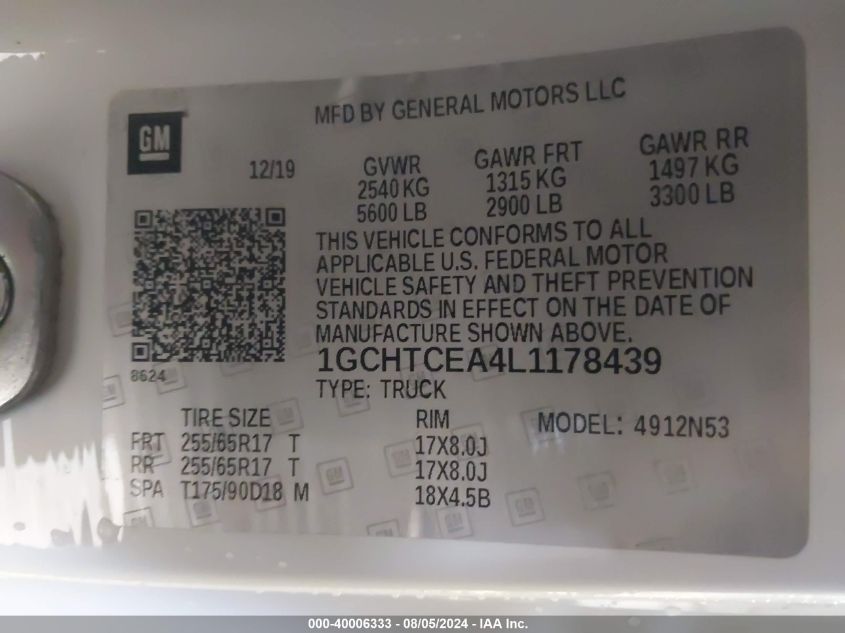 MFD BY GENERAL MOTORS LLC
GM
12/19
GVWR
2540 KG
5600 LB
GAWR FRT
1315 KG
2900 LB
GAWR RR
1497 KG
3300 LB
THIS VEHICLE CONFORMS TO ALL
APPLICABLE U.S. FEDERAL MOTOR
VEHICLE SAFETY AND THEFT PREVENTION
STANDARDS IN EFFECT ON THE DATE OF
MANUFACTURE SHOWN ABOVE.
8624
1GCHTCEA4L1178439
TYPE: TRUCK
TIRE SIZE RIM MODEL: 4912N53
FRT 255/65R17 T 17X8.0J
RR 255/65R17 T 17X8.0J
SPA T175/90D18 M 18X4.5B
000-40006333 - 08/05/2024 - IAA Inc.